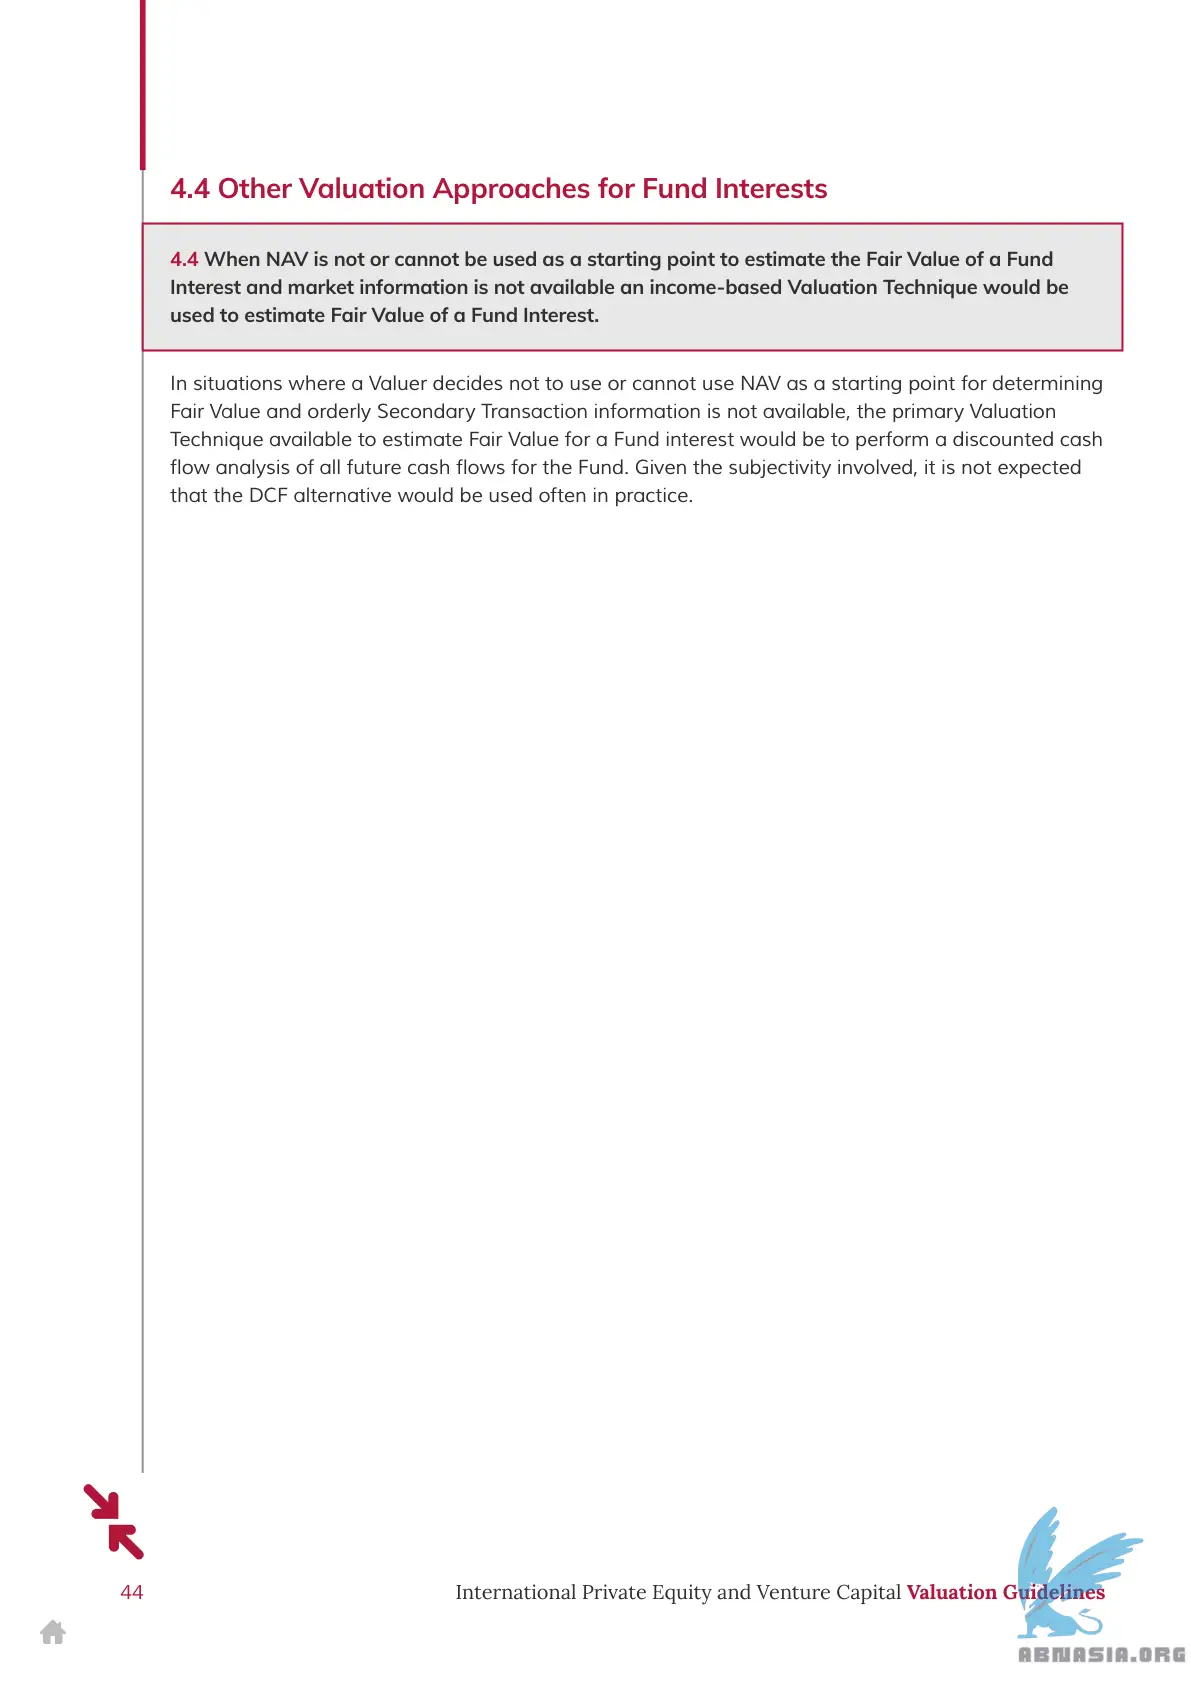 4.4 Other Valuation Approaches for Fund Interests
4.4 When NAV is not or cannot be used as a starting point to estimate the Fair Value of a Fund
Interest and market information is not available an income-based Valuation Technique would be
used to estimate Fair Value of a Fund Interest.
In situations where a Valuer decides not to use or cannot use NAV as a starting point for determining
Fair Value and orderly Secondary Transaction information is not available, the primary Valuation
Technique available to estimate Fair Value for a Fund interest would be to perform a discounted cash
flow analysis of all future cash flows for the Fund. Given the subjectivity involved, it is not expected
that the DCF alternative would be used often in practice.
44
International Private Equity and Venture Capital Valuation Guidelines
ABNASIA.ORG